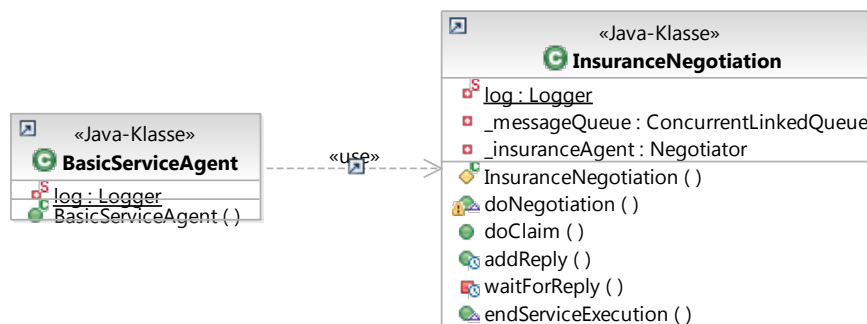 «Java-Klasse»
BasicServiceAgent
log : Logger
BasicServiceAgent ( )
«use»
«Java-Klasse»
InsuranceNegotiation
log : Logger
_messageQueue : ConcurrentLinkedQueue
_insuranceAgent : Negotiator
InsuranceNegotiation ( )
doNegotiation ( )
doClaim ( )
addReply ( )
waitForReply ( )
endServiceExecution ( )